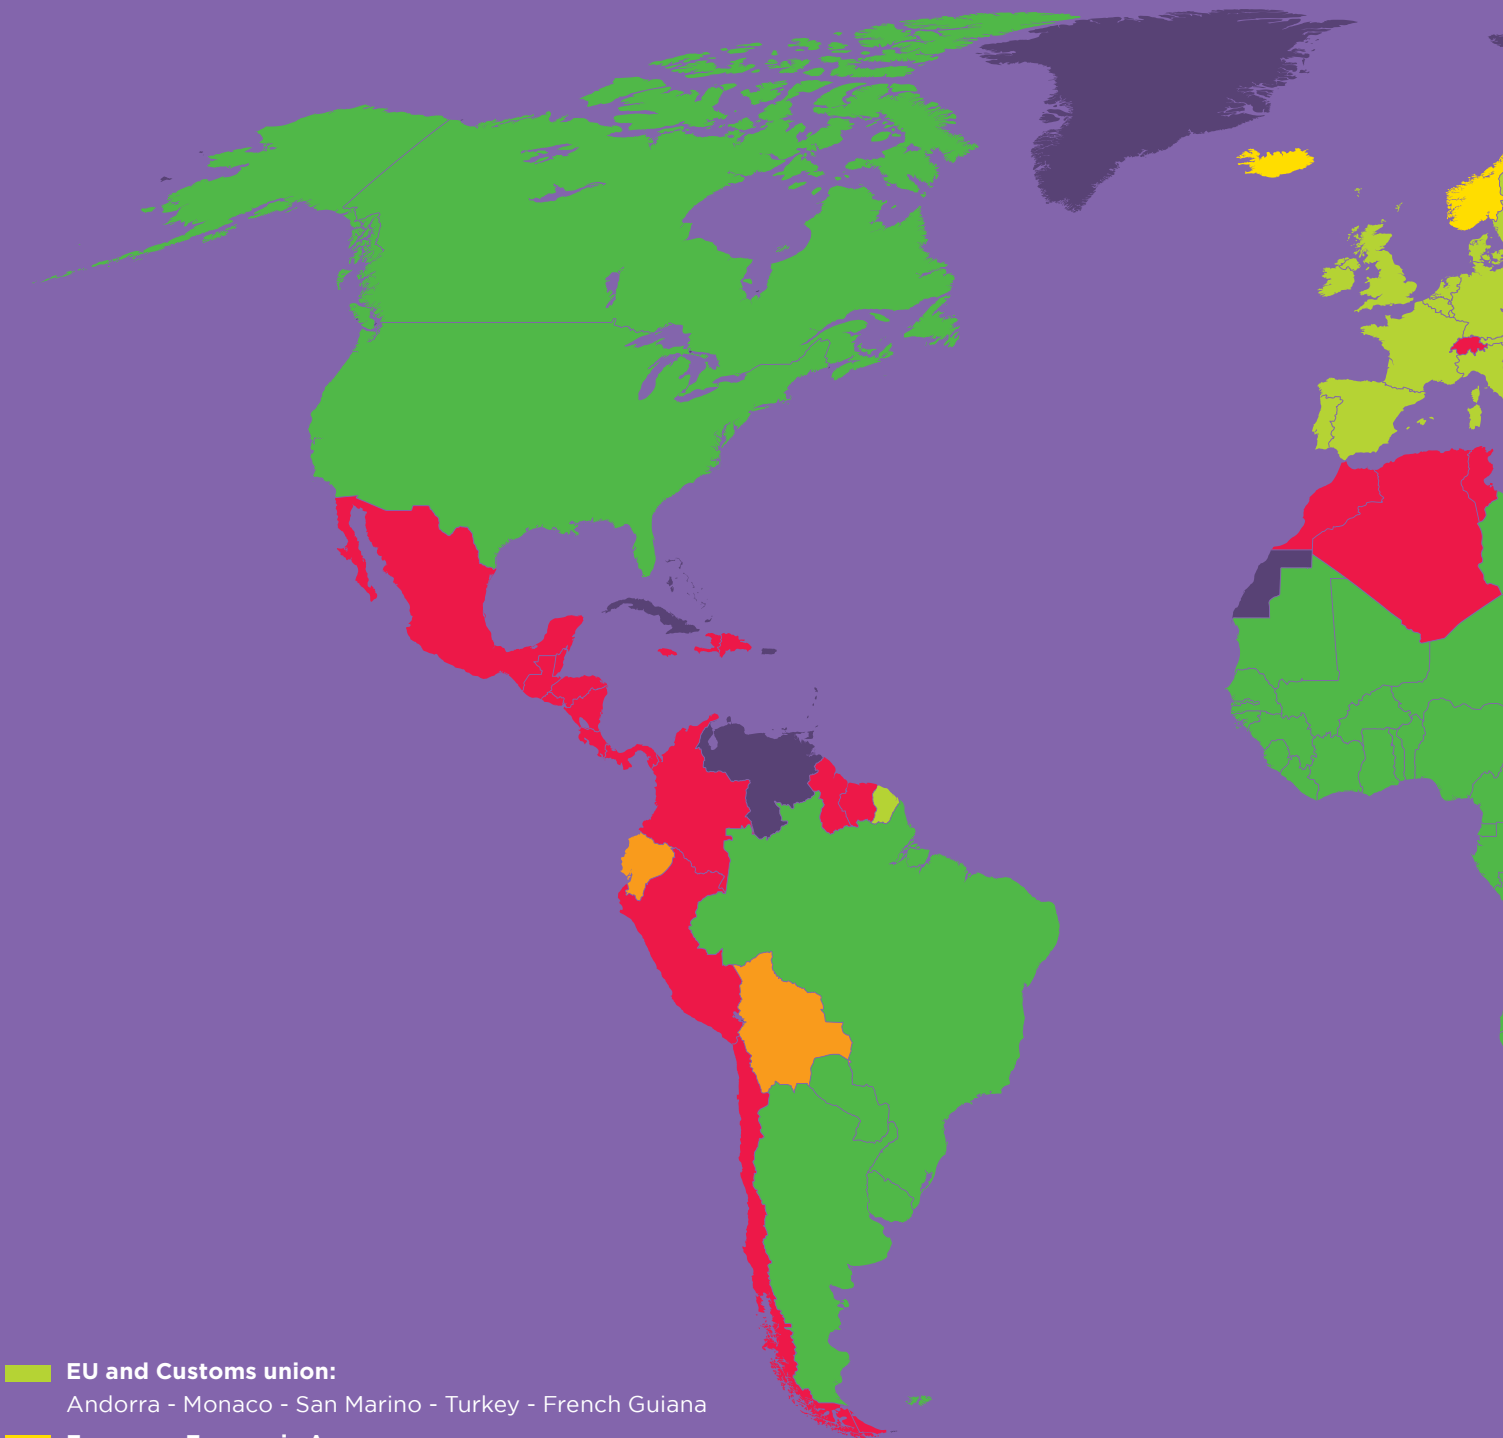 EU and Customs union:
Andorra - Monaco - San Marino - Turkey - French Guiana